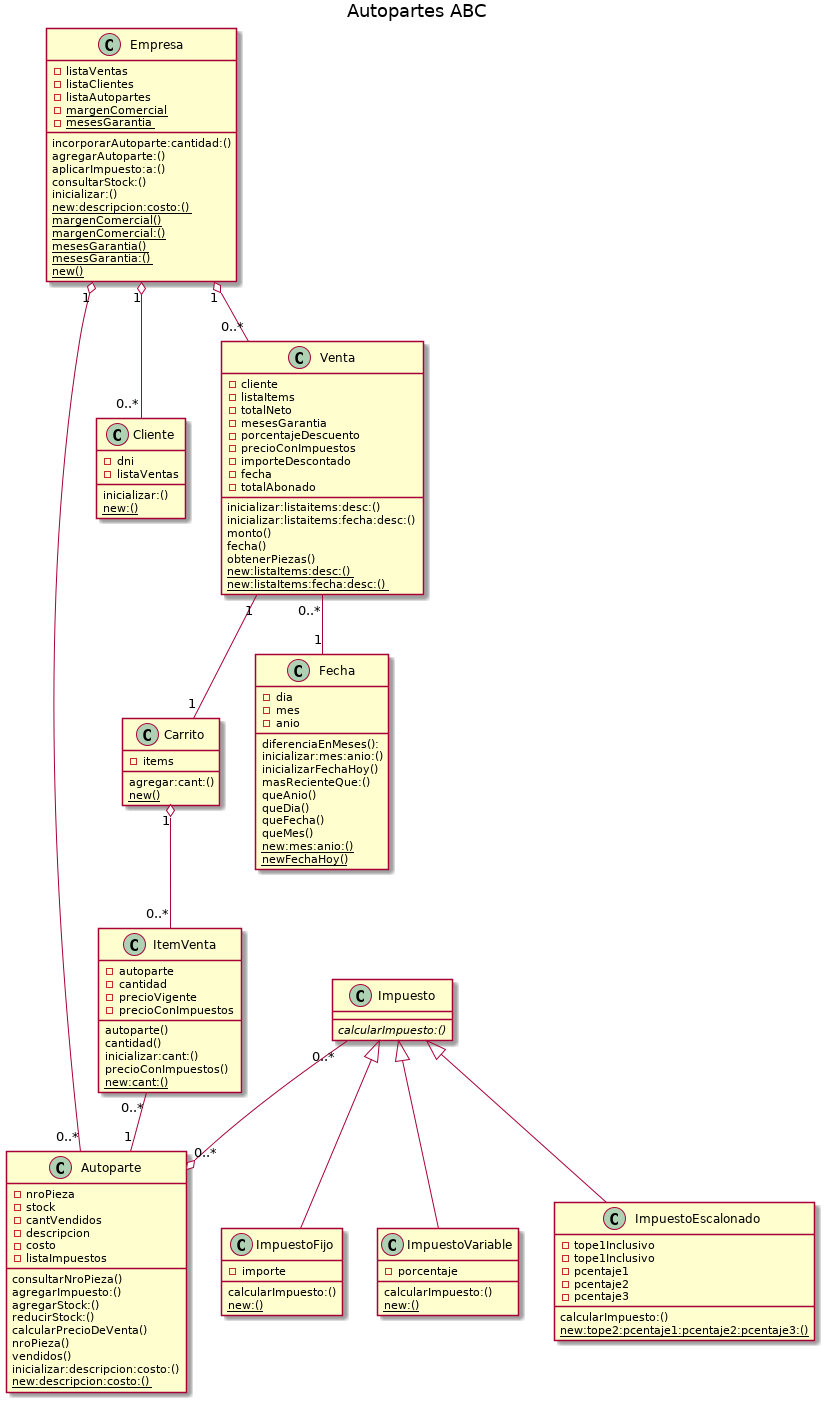 Autopartes ABC
C Empresa
listaVentas
listaClientes
listaAutopartes
margenComercial
mesesGarantia
incorporarAutoparte:cantidad:()
agregarAutoparte:()
aplicarImpuesto:a:()
consultarStock:()
inicializar:()
new:descripcion:costo:()
margenComercial()
margenComercial:()
mesesGarantia()
mesesGarantia:()
new()
1 1 1
0..*
C Venta
cliente
listaItems
totalNeto
mesesGarantia
porcentajeDescuento
precioConImpuestos
importeDescontado
fecha
totalAbonado
inicializar:listaitems:desc:()
inicializar:listaitems:fecha:desc:()
monto()
fecha()
obtenerPiezas()
new:listaItems:desc:()
new:listaItems:fecha:desc:()
0..*
C Cliente
dni
listaVentas
inicializar:()
new:()
1 0..*
1
C Fecha
dia
mes
anio
diferenciaEnMeses():
inicializar:mes:anio:()
inicializarFechaHoy()
masRecienteQue:()
queAnio()
queDia()
queFecha()
queMes()
new:mes:anio:()
newFechaHoy()
1
C Carrito
items
agregar:cant:()
new()
1
0..*
C ItemVenta
autoparte
cantidad
precioVigente
precioConImpuestos
autoparte()
cantidad()
inicializar:cant:()
precioConImpuestos()
new:cant:()
C Impuesto
calcularImpuesto:()
0..*
0..*
0..* 1
0..*
C Autoparte
nroPieza
stock
cantVendidos
descripcion
costo
listaImpuestos
consultarNroPieza()
agregarImpuesto:()
agregarStock:()
reducirStock:()
calcularPrecioDeVenta()
nroPieza()
vendidos()
inicializar:descripcion:costo:()
new:descripcion:costo:()
C ImpuestoFijo
importe
calcularImpuesto:()
new:()
C ImpuestoVariable
porcentaje
calcularImpuesto:()
new:()
C ImpuestoEscalonado
tope1Inclusivo
tope1Inclusivo
pcentaje1
pcentaje2
pcentaje3
calcularImpuesto:()
new:tope2:pcentaje1:pcentaje2:pcentaje3:()